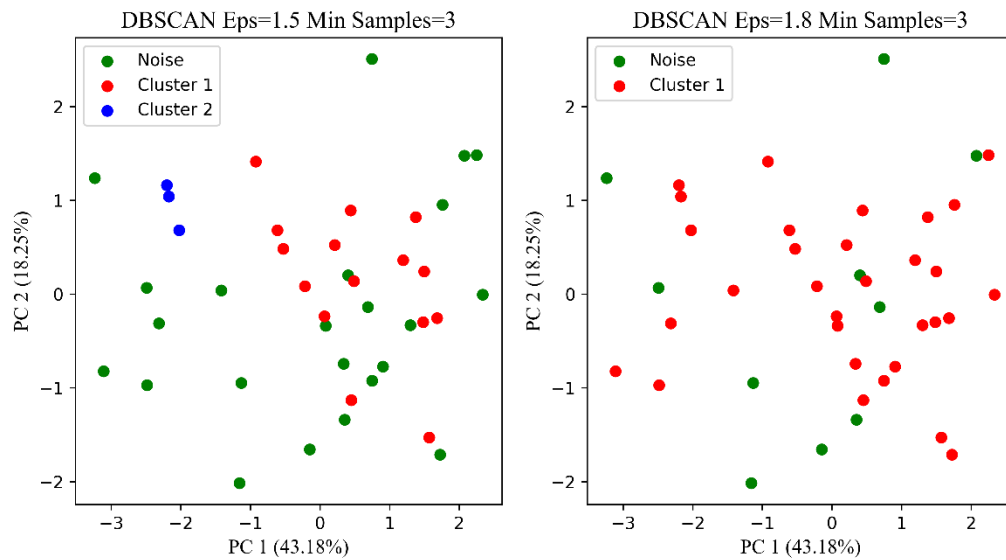 DBSCAN Eps=1.5 Min Samples=3
Noise
Cluster 1
Cluster 2
2
1
0
−1
−2
PC 2 (18.25%)
−3 −2 −1 0 1 2
PC 1 (43.18%)
DBSCAN Eps=1.8 Min Samples=3
Noise
Cluster 1
2
1
0
−1
−2
PC 2 (18.25%)
−3 −2 −1 0 1 2
PC 1 (43.18%)